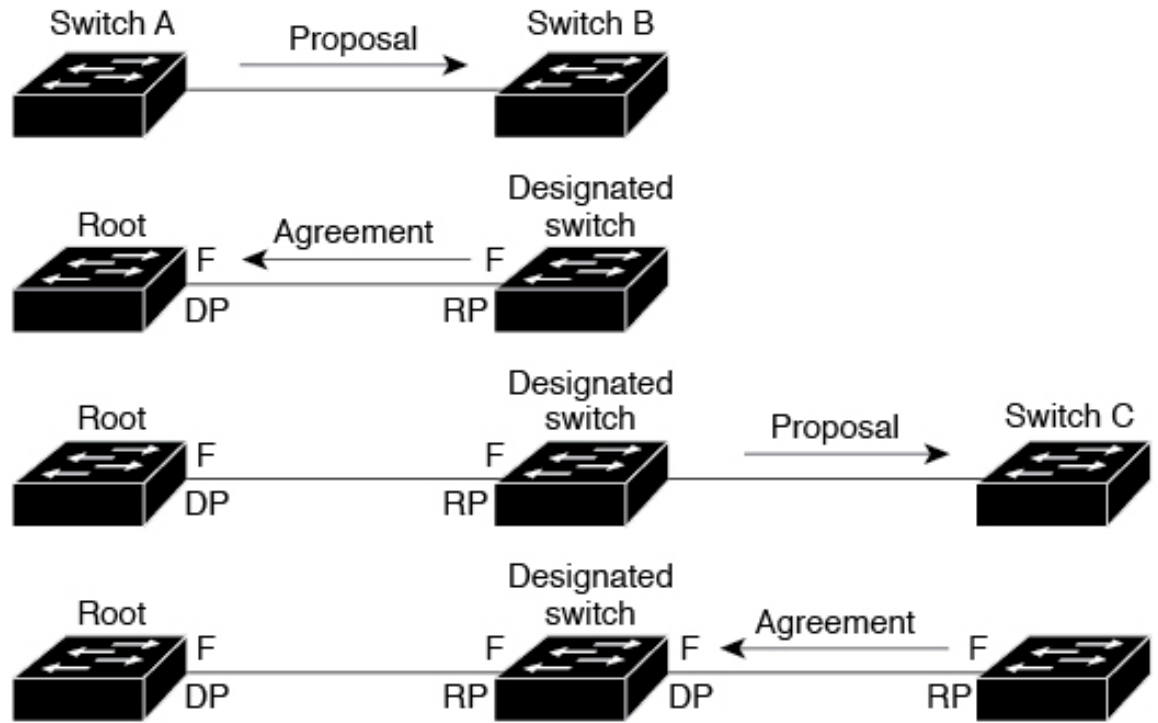 Switch A
Proposal
Switch B
Root
F
Agreement
F
Designated
switch
DP
RP
Root
F
F
Designated
switch
Proposal
Switch C
DP
RP
Root
F
F
Designated
switch
F
Agreement
F
DP
RP
DP
RP